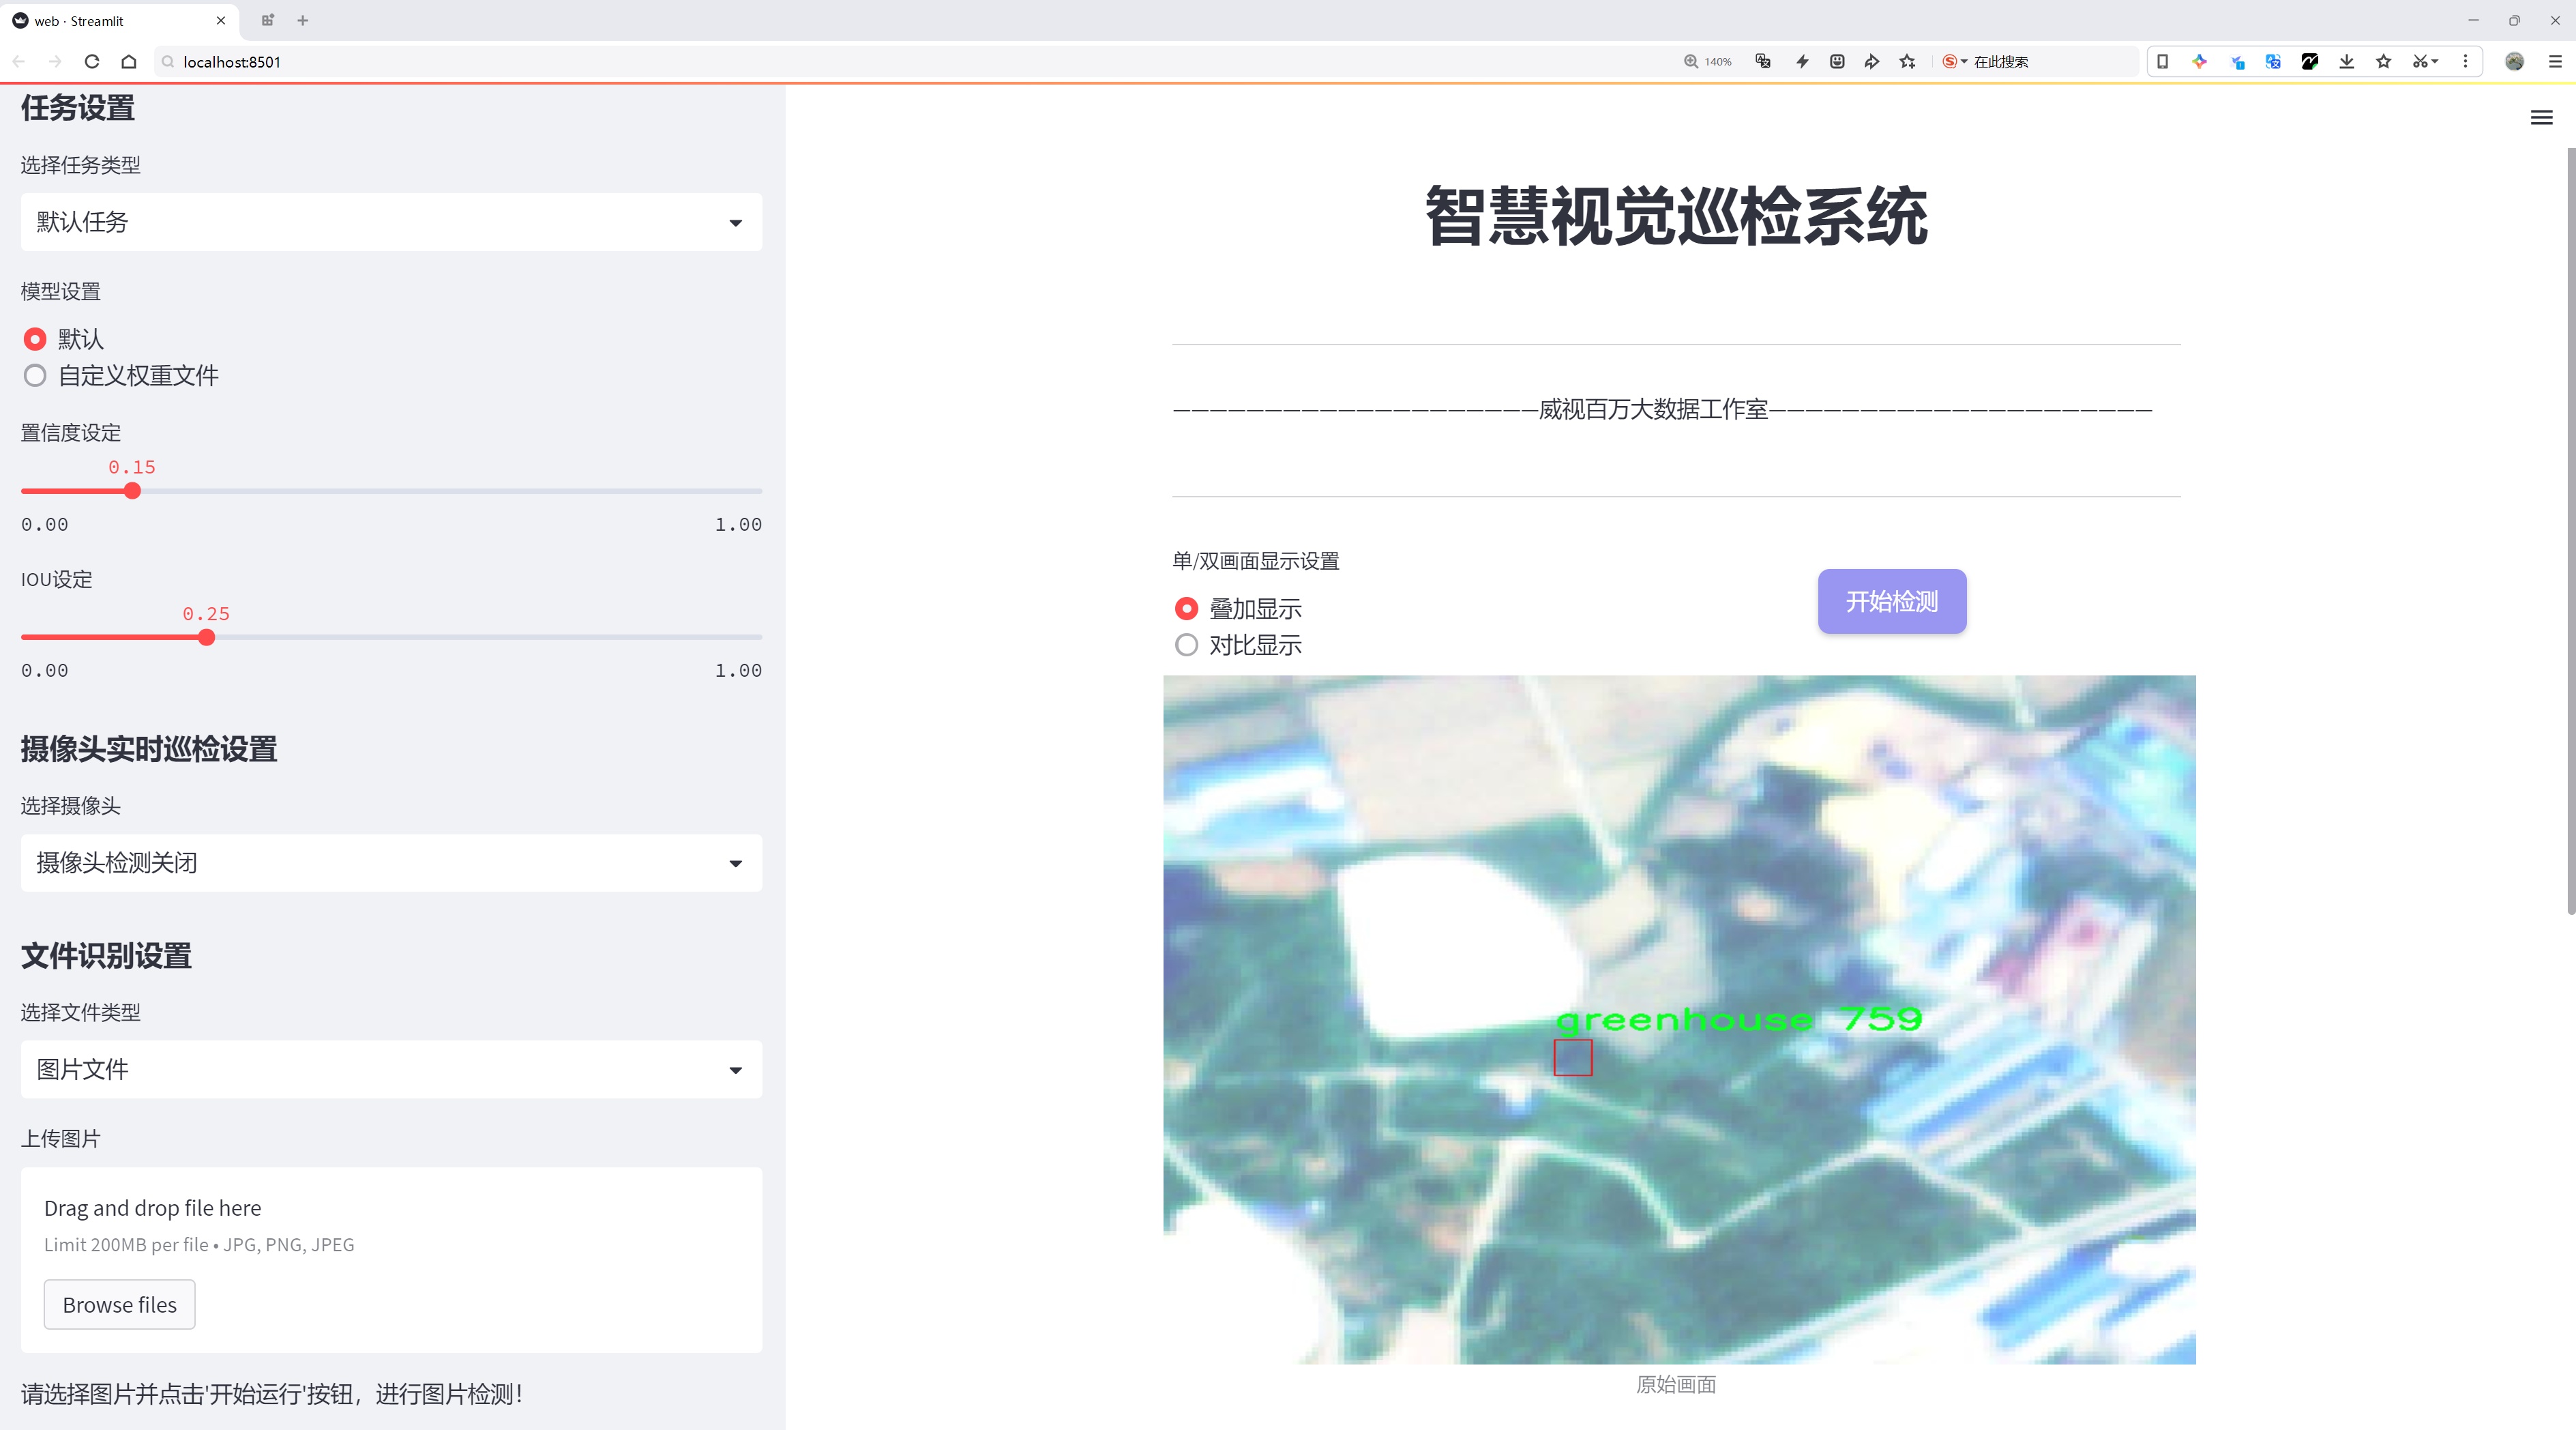 web · Streamlit
localhost:8501
140%
在此搜索
任务设置
选择任务类型
默认任务
模型设置
默认
自定义权重文件
置信度设定
0.15
0.00
1.00
IOU设定
0.25
0.00
1.00
摄像头实时巡检设置
选择摄像头
摄像头检测关闭
文件识别设置
选择文件类型
图片文件
上传图片
Drag and drop file here
Limit 200MB per file • JPG, PNG, JPEG
Browse files
请选择图片并点击'开始运行'按钮，进行图片检测！
智慧视觉巡检系统
————————————————————威视百万大数据工作室—————————————————————
单/双画面显示设置
叠加显示
对比显示
开始检测
greenhouse 759
原始画面